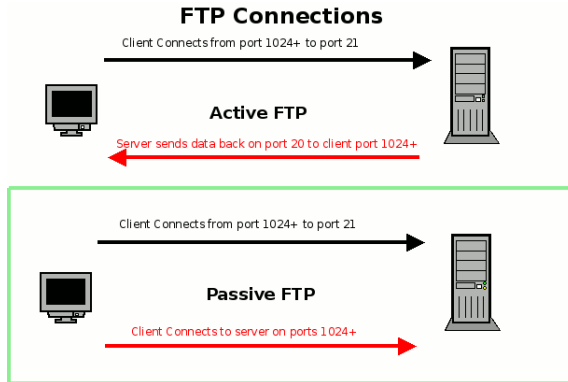 FTP Connections
Client Connects from port 1024+ to port 21
Active FTP
Server sends data back on port 20 to client port 1024+
Client Connects from port 1024+ to port 21
Passive FTP
Client Connects to server on ports 1024+